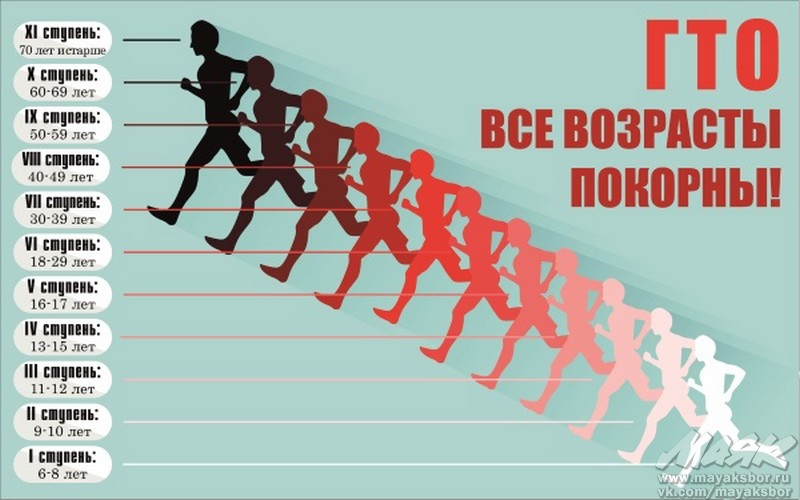 XI ступень:
70 лет истарше
X ступень:
60-69 лет
IX ступень:
50-59 лет
VIII ступень:
40-49 лет
VII ступень:
30-39 лет
VI ступень:
18-29 лет
V ступень:
16-17 лет
IV ступень:
13-15 лет
III ступень:
11-12 лет
II ступень:
9-10 лет
I ступень:
6-8 лет
ГТО
ВСЕ ВОЗРАСТЫ
ПОКОРНЫ!
Маяк
www.mayaksbor.ru
vk.com/mayaksbor